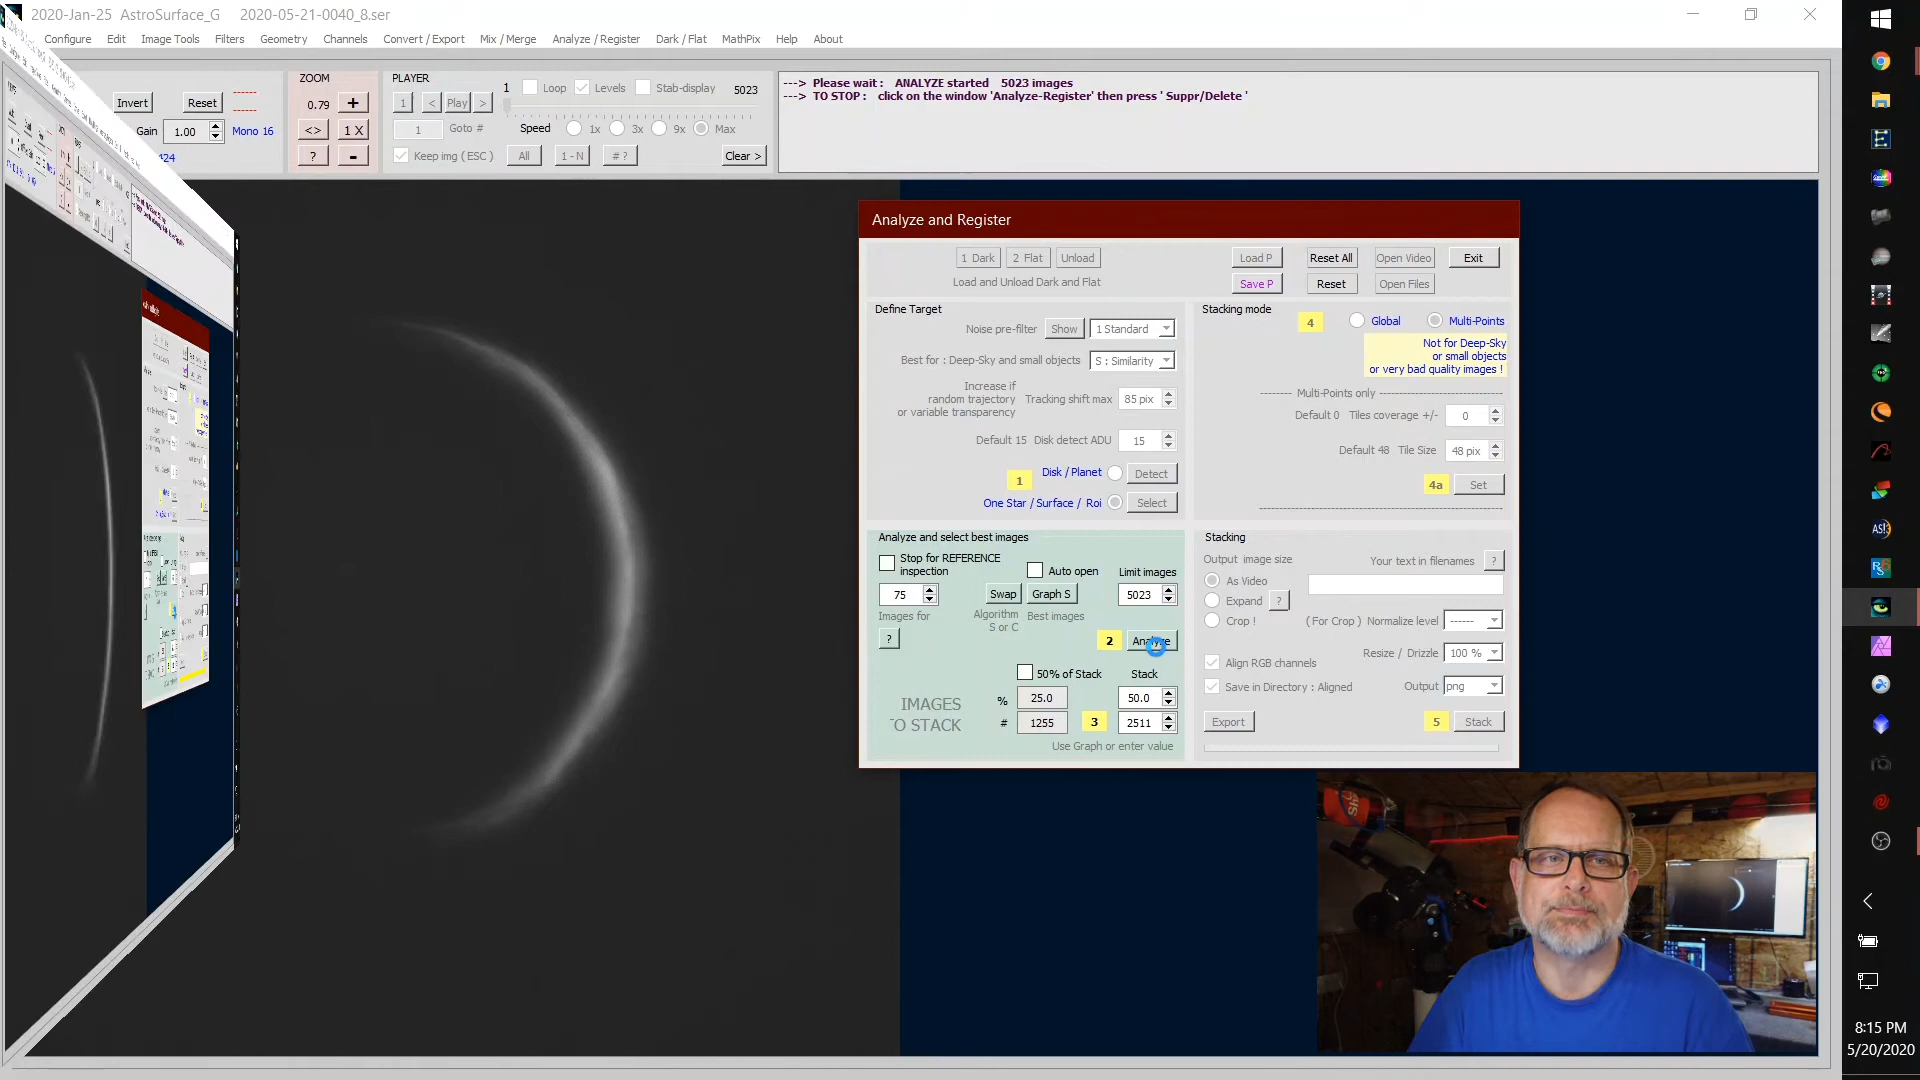 2020-Jan-25 AstroSurface_G 2020-05-21-0040_8.ser
Configure Edit Image Tools Filters Geometry Channels Convert / Export Mix / Merge Analyze / Register Dark / Flat MathPix Help About
Invert Reset ------
------
Gain 1.00 Mono 16
424
ZOOM
0.79 +
<> 1 X
? -
PLAYER 1 Loop Levels Stab-display 5023
1 < Play >
1 Goto # Speed 1x 3x 9x Max
Keep img ( ESC ) All 1 - N # ? Clear >
---> Please wait : ANALYZE started 5023 images
---> TO STOP : click on the window 'Analyze-Register' then press ' Suppr/Delete '
Analyze and Register
1 Dark 2 Flat Unload Load P Reset All Open Video Exit
Load and Unload Dark and Flat Save P Reset Open Files
Define Target
Noise pre-filter Show 1 Standard
Best for : Deep-Sky and small objects S : Similarity
Increase if
random trajectory
or variable transparency
Tracking shift max 85 pix
Default 15 Disk detect ADU 15
1 Disk / Planet Detect
One Star / Surface / Roi Select
Stacking mode 4 Global Multi-Points
Not for Deep-Sky
or small objects
or very bad quality images !
-------- Multi-Points only --------
Default 0 Tiles coverage +/- 0
Default 48 Tile Size 48 pix
4a Set
Analyze and select best images
Stop for REFERENCE
inspection
Auto open Limit images
75 Swap Graph S 5023
Images for Algorithm
S or C
Best images
? 2 Analyze
50% of Stack Stack
IMAGES
TO STACK
% 25.0 50.0
# 1255 3 2511
Use Graph or enter value
Stacking
Output image size Your text in filenames ?
As Video
Expand ?
Crop ! ( For Crop ) Normalize level ------
Resize / Drizzle 100 %
Align RGB channels
Save in Directory : Aligned Output png
Export 5 Stack
8:15 PM
5/20/2020